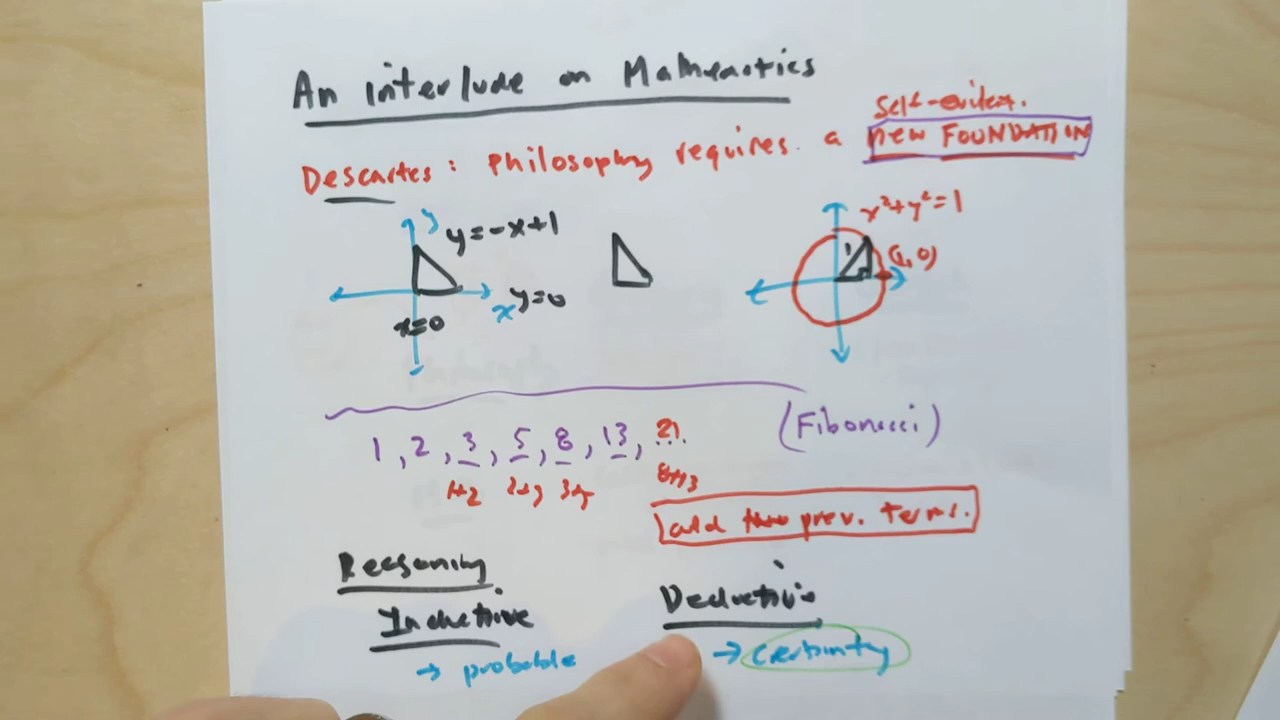 An interlude on Mathematics
Self-evident.
Descartes: Philosophy requires a new FOUNDATION
y
y=-x+1
x
y=0
x=0
x²+y²=1
1
(1,0)
1, 2, 3, 5, 8, 13, 21...
1+2 2+3 3+5 8+13
(Fibonacci)
add two prev. terms.
Reasoning
Inductive
→ probable
Deductive
→ certainty